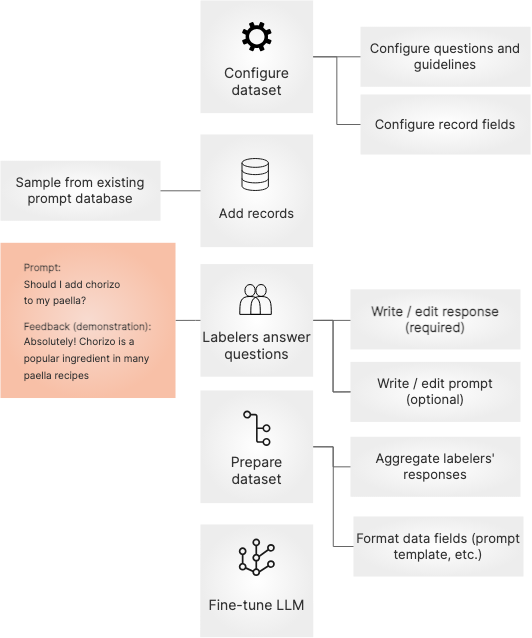 Configure
dataset
Configure questions and
guidelines
Configure record fields
Sample from existing
prompt database
Add records
Prompt:
Should I add chorizo
to my paella?
Feedback (demonstration):
Absolutely! Chorizo is a
popular ingredient in many
paella recipes
Labelers answer
questions
Write / edit response
(required)
Write / edit prompt
(optional)
Prepare
dataset
Aggregate labelers'
responses
Format data fields (prompt
template, etc.)
Fine-tune LLM